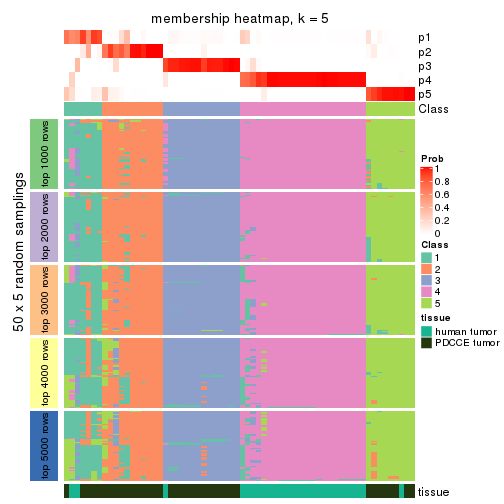 membership heatmap, k = 5
p1
p2
p3
p4
p5
Class
50 x 5 random samplings
top 1000 rows
top 2000 rows
top 3000 rows
top 4000 rows
top 5000 rows
tissue
Prob
1
0.8
0.6
0.4
0.2
0
Class
1
2
3
4
5
tissue
human tumor
PDCCE tumor